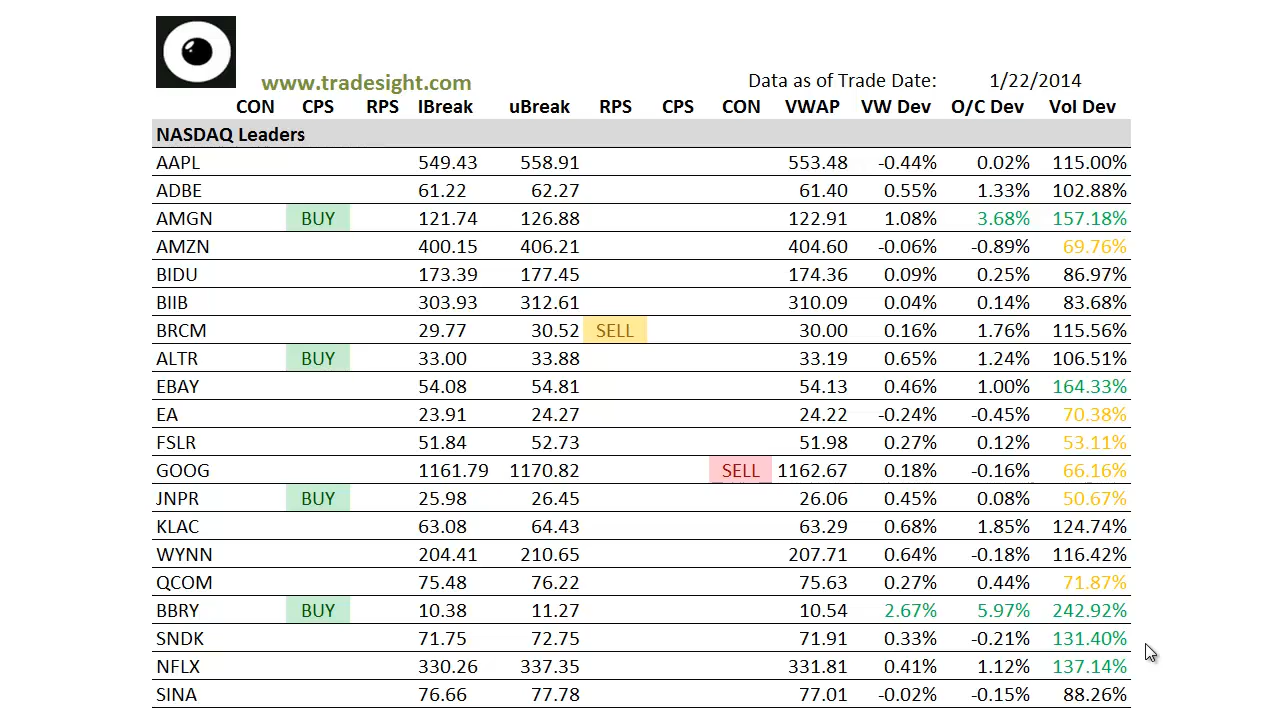 www.tradesight.com Data as of Trade Date: 1/22/2014
CON CPS RPS lBreak uBreak RPS CPS CON VWAP VW Dev O/C Dev Vol Dev
NASDAQ Leaders
AAPL 549.43 558.91 553.48 -0.44% 0.02% 115.00%
ADBE 61.22 62.27 61.40 0.55% 1.33% 102.88%
AMGN BUY 121.74 126.88 122.91 1.08% 3.68% 157.18%
AMZN 400.15 406.21 404.60 -0.06% -0.89% 69.76%
BIDU 173.39 177.45 174.36 0.09% 0.25% 86.97%
BIIB 303.93 312.61 310.09 0.04% 0.14% 83.68%
BRCM 29.77 30.52 SELL 30.00 0.16% 1.76% 115.56%
ALTR BUY 33.00 33.88 33.19 0.65% 1.24% 106.51%
EBAY 54.08 54.81 54.13 0.46% 1.00% 164.33%
EA 23.91 24.27 24.22 -0.24% -0.45% 70.38%
FSLR 51.84 52.73 51.98 0.27% 0.12% 53.11%
GOOG 1161.79 1170.82 SELL 1162.67 0.18% -0.16% 66.16%
JNPR BUY 25.98 26.45 26.06 0.45% 0.08% 50.67%
KLAC 63.08 64.43 63.29 0.68% 1.85% 124.74%
WYNN 204.41 210.65 207.71 0.64% -0.18% 116.42%
QCOM 75.48 76.22 75.63 0.27% 0.44% 71.87%
BBRY BUY 10.38 11.27 10.54 2.67% 5.97% 242.92%
SNDK 71.75 72.75 71.91 0.33% -0.21% 131.40%
NFLX 330.26 337.35 331.81 0.41% 1.12% 137.14%
SINA 76.66 77.78 77.01 -0.02% -0.15% 88.26%